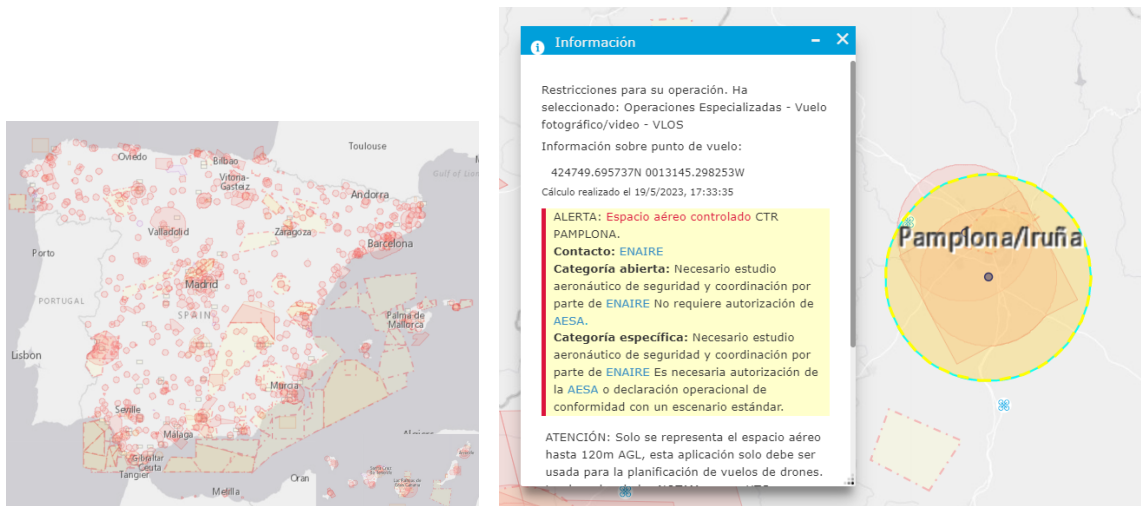 Toulouse
Oviedo
Bilbao
Vitoria-
Gasteiz
Andorra
Valladolid
Zaragoza
Barcelona
Porto
Madrid
PORTUGAL
SPAIN
Palma de
Mallorca
Lisbon
Murcia
Seville
Málaga
Gibraltar
Ceuta
Tangier
Oran
Melilla
Información
Restricciones para su operación. Ha
seleccionado: Operaciones Especializadas - Vuelo
fotográfico/video - VLOS
Información sobre punto de vuelo:
424749.695737N 0013145.298253W
Cálculo realizado el 19/5/2023, 17:33:35
ALERTA: Espacio aéreo controlado CTR
PAMPLONA.
Contacto: ENAIRE
Categoría abierta: Necesario estudio
aeronáutico de seguridad y coordinación por
parte de ENAIRE No requiere autorización de
AESA.
Categoría específica: Necesario estudio
aeronáutico de seguridad y coordinación por
parte de ENAIRE Es necesaria autorización de
la AESA o declaración operacional de
conformidad con un escenario estándar.
ATENCIÓN: Solo se representa el espacio aéreo
hasta 120m AGL, esta aplicación solo debe ser
usada para la planificación de vuelos de drones.
Pamplona/Iruña